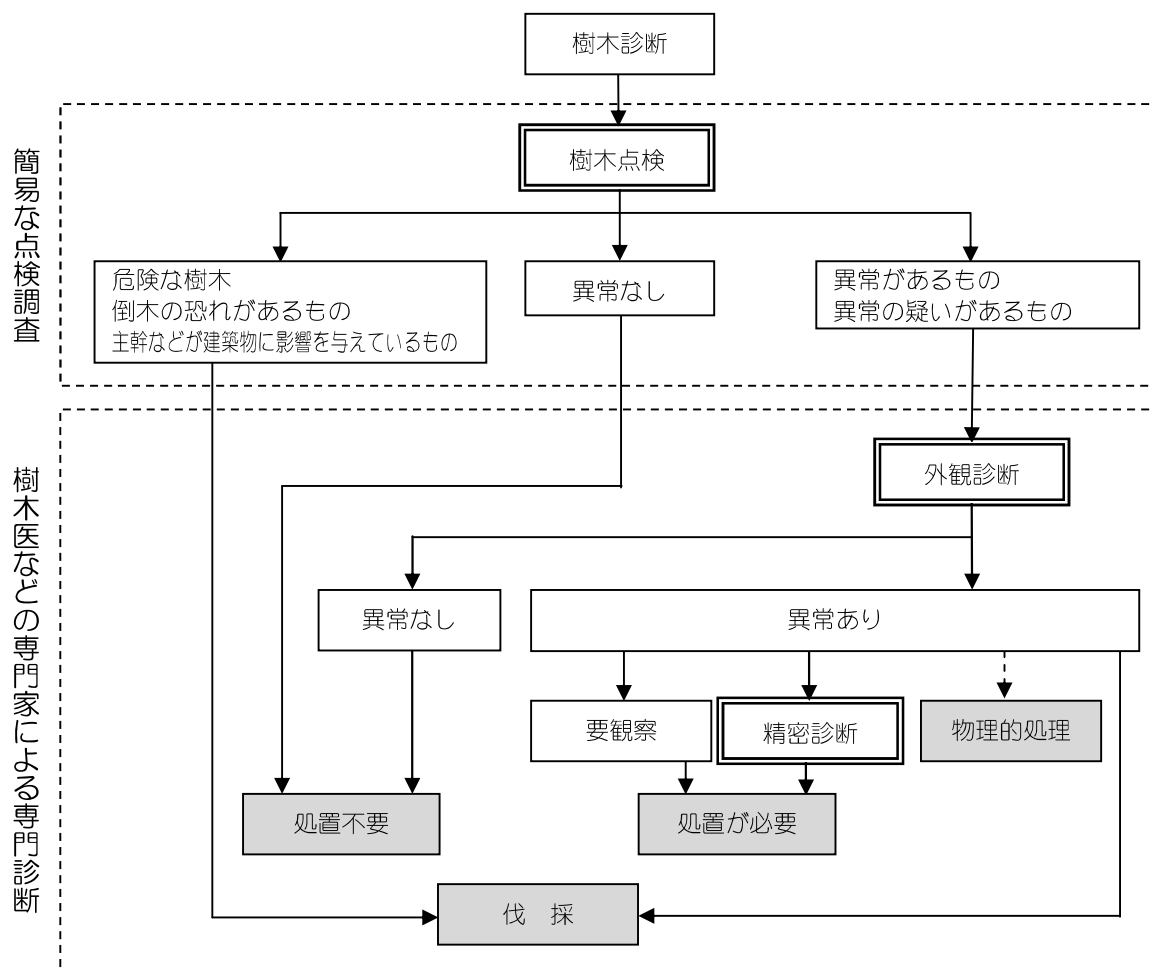 樹木診断
簡易な点検調査
樹木点検
危険な樹木
倒木の恐れがあるもの
主幹などが建築物に影響を与えているもの
異常なし
異常があるもの
異常の疑いがあるもの
樹木医などの専門家による専門診断
外観診断
異常なし
異常あり
要観察
精密診断
物理的処理
処置不要
処置が必要
伐　採